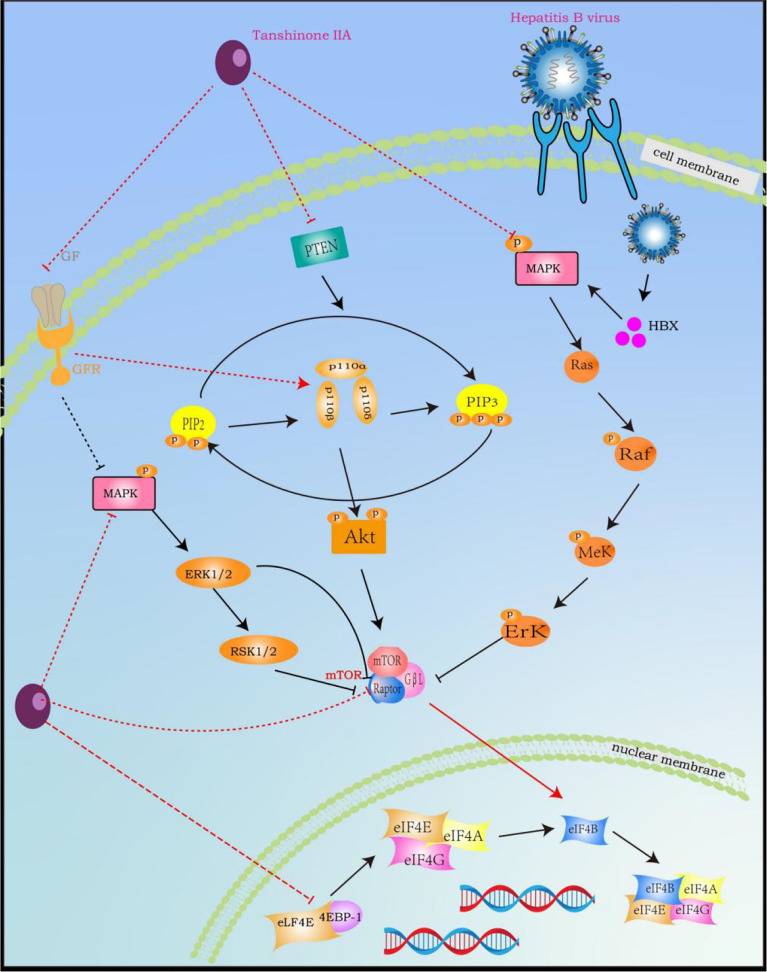 Hepatitis B virus
Tanshinone IIA
cell membrane
p
PTEN
GF
MAPK
HBX
Ras
GFR
p110α
p110β
p110δ
PIP2
P P
PIP3
P P P
P
Raf
P
MAPK
P P
Akt
P
MeK
ERK1/2
P
ErK
RSK1/2
mTOR
mTOR
Raptor
GβL
nuclear membrane
eIF4E
eIF4A
eIF4G
eIF4B
eIF4B
eIF4A
eIF4E
eIF4G
eLF4E
4EBP-1